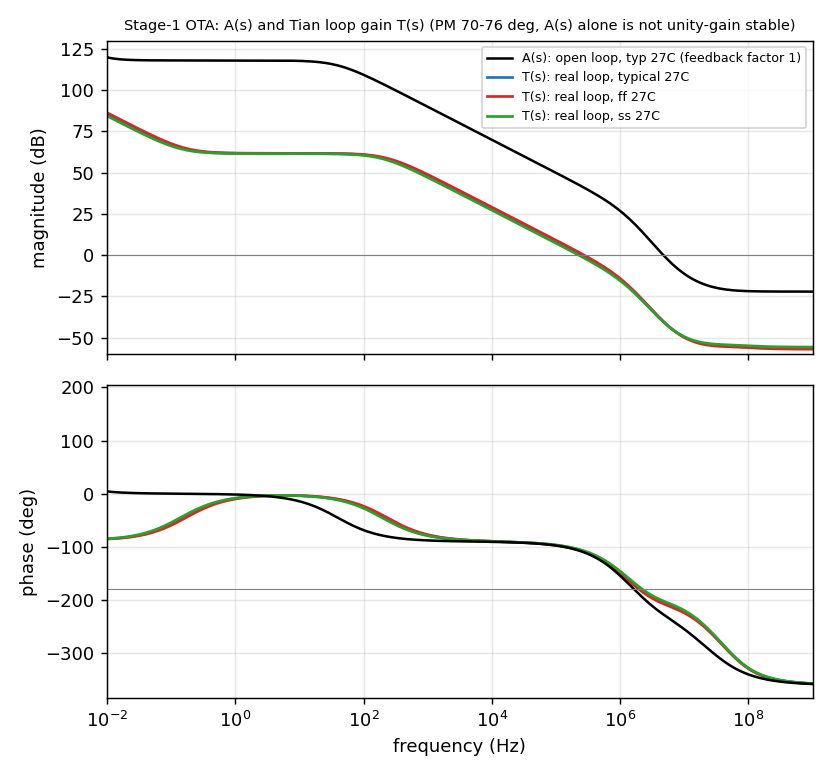 Stage-1 OTA: A(s) and Tian loop gain T(s) (PM 70-76 deg, A(s) alone is not unity-gain stable)
A(s): open loop, typ 27C (feedback factor 1)
T(s): real loop, typical 27C
T(s): real loop, ff 27C
T(s): real loop, ss 27C
magnitude (dB)
125
100
75
50
25
0
−25
−50
phase (deg)
200
100
0
−100
−200
−300
10⁻² 10⁰ 10² 10⁴ 10⁶ 10⁸
frequency (Hz)